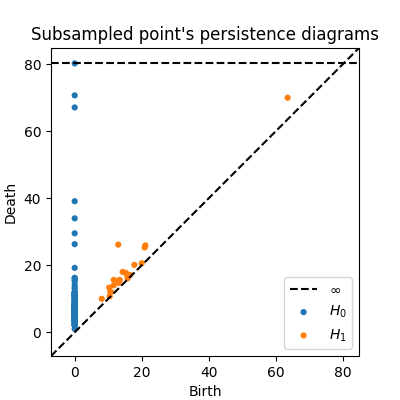 Subsampled point's persistence diagrams
80
60
40
20
0
Death
0 20 40 60 80
Birth
∞
H₀
H₁